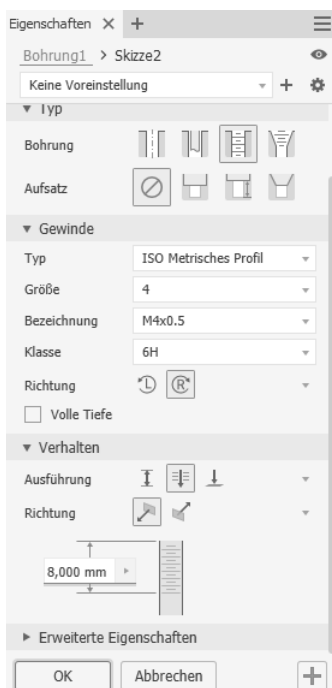 Eigenschaften × +
Bohrung1 > Skizze2
Keine Voreinstellung
Typ
Bohrung
Aufsatz
Gewinde
Typ ISO Metrisches Profil
Größe 4
Bezeichnung M4x0.5
Klasse 6H
Richtung L R
Volle Tiefe
Verhalten
Ausführung
Richtung
8,000 mm
Erweiterte Eigenschaften
OK Abbrechen